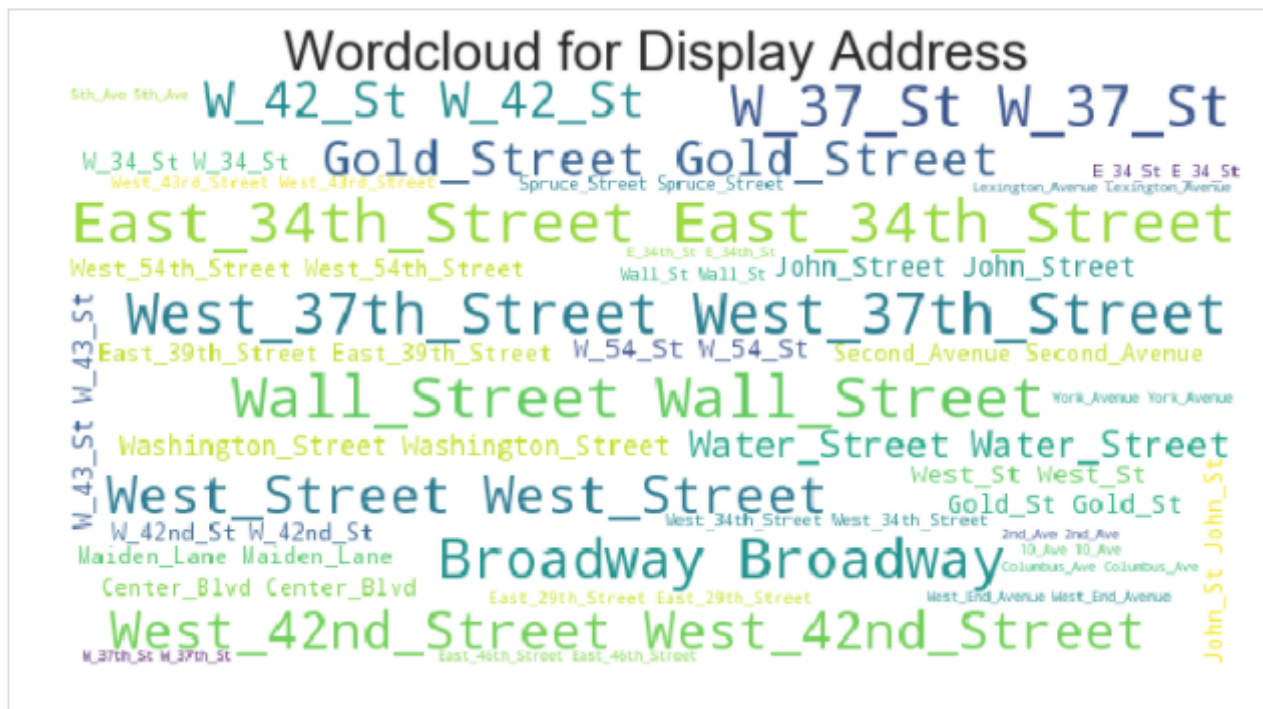 Wordcloud for Display Address
5th_Ave 5th_Ave
W_42_St W_42_St
W_37_St W_37_St
W_34_St W_34_St
Gold_Street Gold_Street
E_34_St E_34_St
West_43rd_Street West_43rd_Street
Spruce_Street Spruce_Street
Lexington_Avenue Lexington_Avenue
East_34th_Street East_34th_Street
E_34th_St E_34th_St
West_54th_Street West_54th_Street
Wall_St Wall_St
John_Street John_Street
W_43_St W_43_St
West_37th_Street West_37th_Street
East_39th_Street East_39th_Street
W_54_St W_54_St
Second_Avenue Second_Avenue
Wall_Street Wall_Street
York_Avenue York_Avenue
Washington_Street Washington_Street
Water_Street Water_Street
West_Street West_Street
West_St West_St
Gold_St Gold_St
John_St John_St
West_34th_Street West_34th_Street
W_42nd_St W_42nd_St
2nd_Ave 2nd_Ave
Maiden_Lane Maiden_Lane
Broadway Broadway
10_Ave 10_Ave
Columbus_Ave Columbus_Ave
Center_Blvd Center_Blvd
East_29th_Street East_29th_Street
West_End_Avenue West_End_Avenue
West_42nd_Street West_42nd_Street
W_37th_St W_37th_St
East_46th_Street East_46th_Street